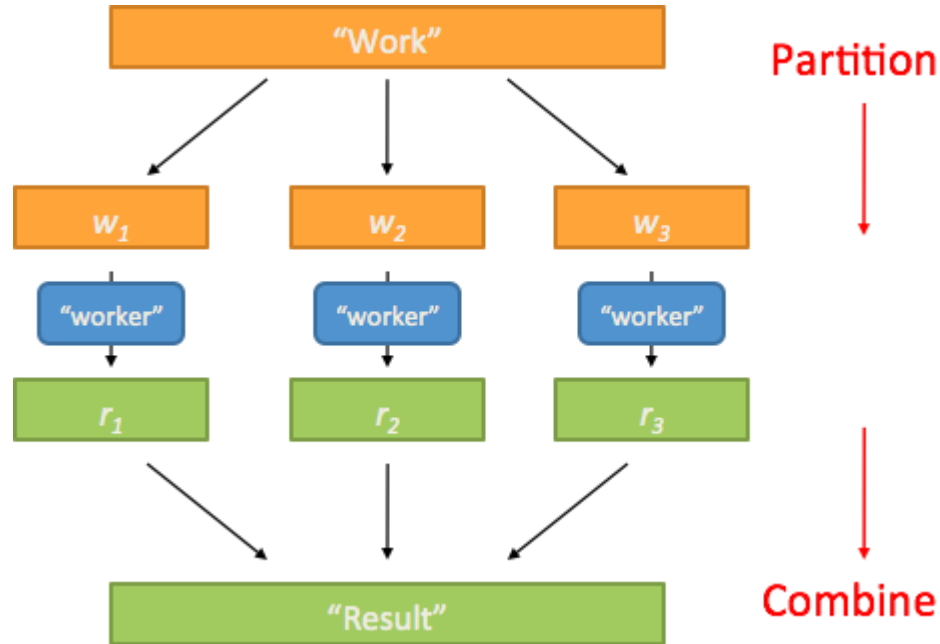 “Work”
Partition
w₁ w₂ w₃
“worker” “worker” “worker”
r₁ r₂ r₃
“Result”
Combine